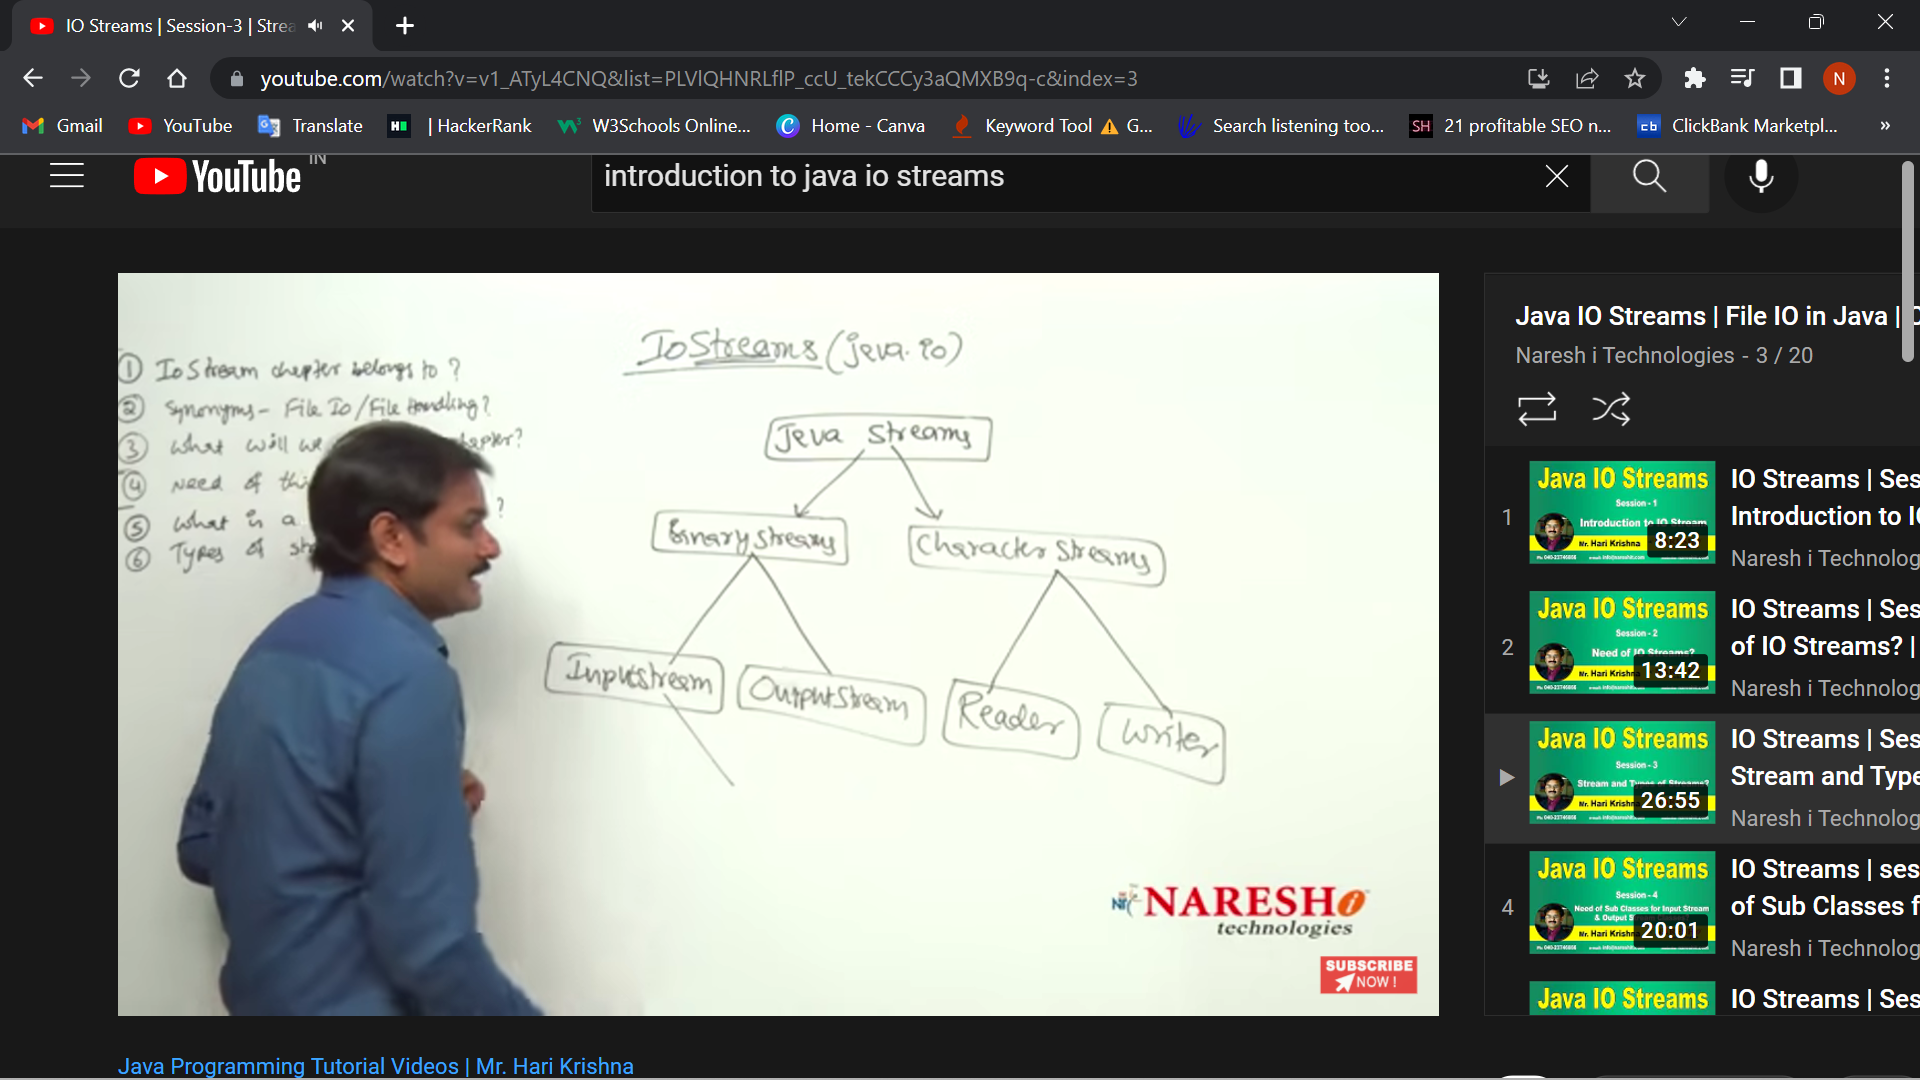 IO Streams | Session-3 | Strea
youtube.com/watch?v=v1_ATyL4CNQ&list=PLVlQHNRLflP_ccU_tekCCCy3aQMXB9q-c&index=3
N
Gmail YouTube Translate | HackerRank W3Schools Online... Home - Canva Keyword Tool G... Search listening too... SH 21 profitable SEO n... cb ClickBank Marketpl... »
YouTube IN
introduction to java io streams
IoStreams (java.io)
① IoStream chapter belongs to ?
② Synonyms - File Io/File Handling?
③ What will we chapter?
④ Need of thi
⑤ What is a ?
⑥ Types of str
Java Streams
Binary Streams
Character Streams
InputStream
OutputStream
Reader
Writer
NARESH i
technologies
SUBSCRIBE
NOW !
Java IO Streams | File IO in Java |
Naresh i Technologies - 3 / 20
1
Java IO Streams
Session - 1
Introduction to IO Stream
Mr. Hari Krishna
8:23
IO Streams | Ses
Introduction to I
Naresh i Technolog
2
Java IO Streams
Session - 2
Need of IO Streams?
Mr. Hari Krishn
13:42
IO Streams | Ses
of IO Streams? |
Naresh i Technolog
Java IO Streams
Session - 3
Stream and Types of Streams?
Mr. Hari Krishn
26:55
IO Streams | Ses
Stream and Type
Naresh i Technolog
4
Java IO Streams
Session - 4
Need of Sub Classes for Input Stream
Mr. Hari Krishn
20:01
IO Streams | ses
of Sub Classes f
Naresh i Technolog
Java IO Streams
IO Streams | Ses
Java Programming Tutorial Videos | Mr. Hari Krishna